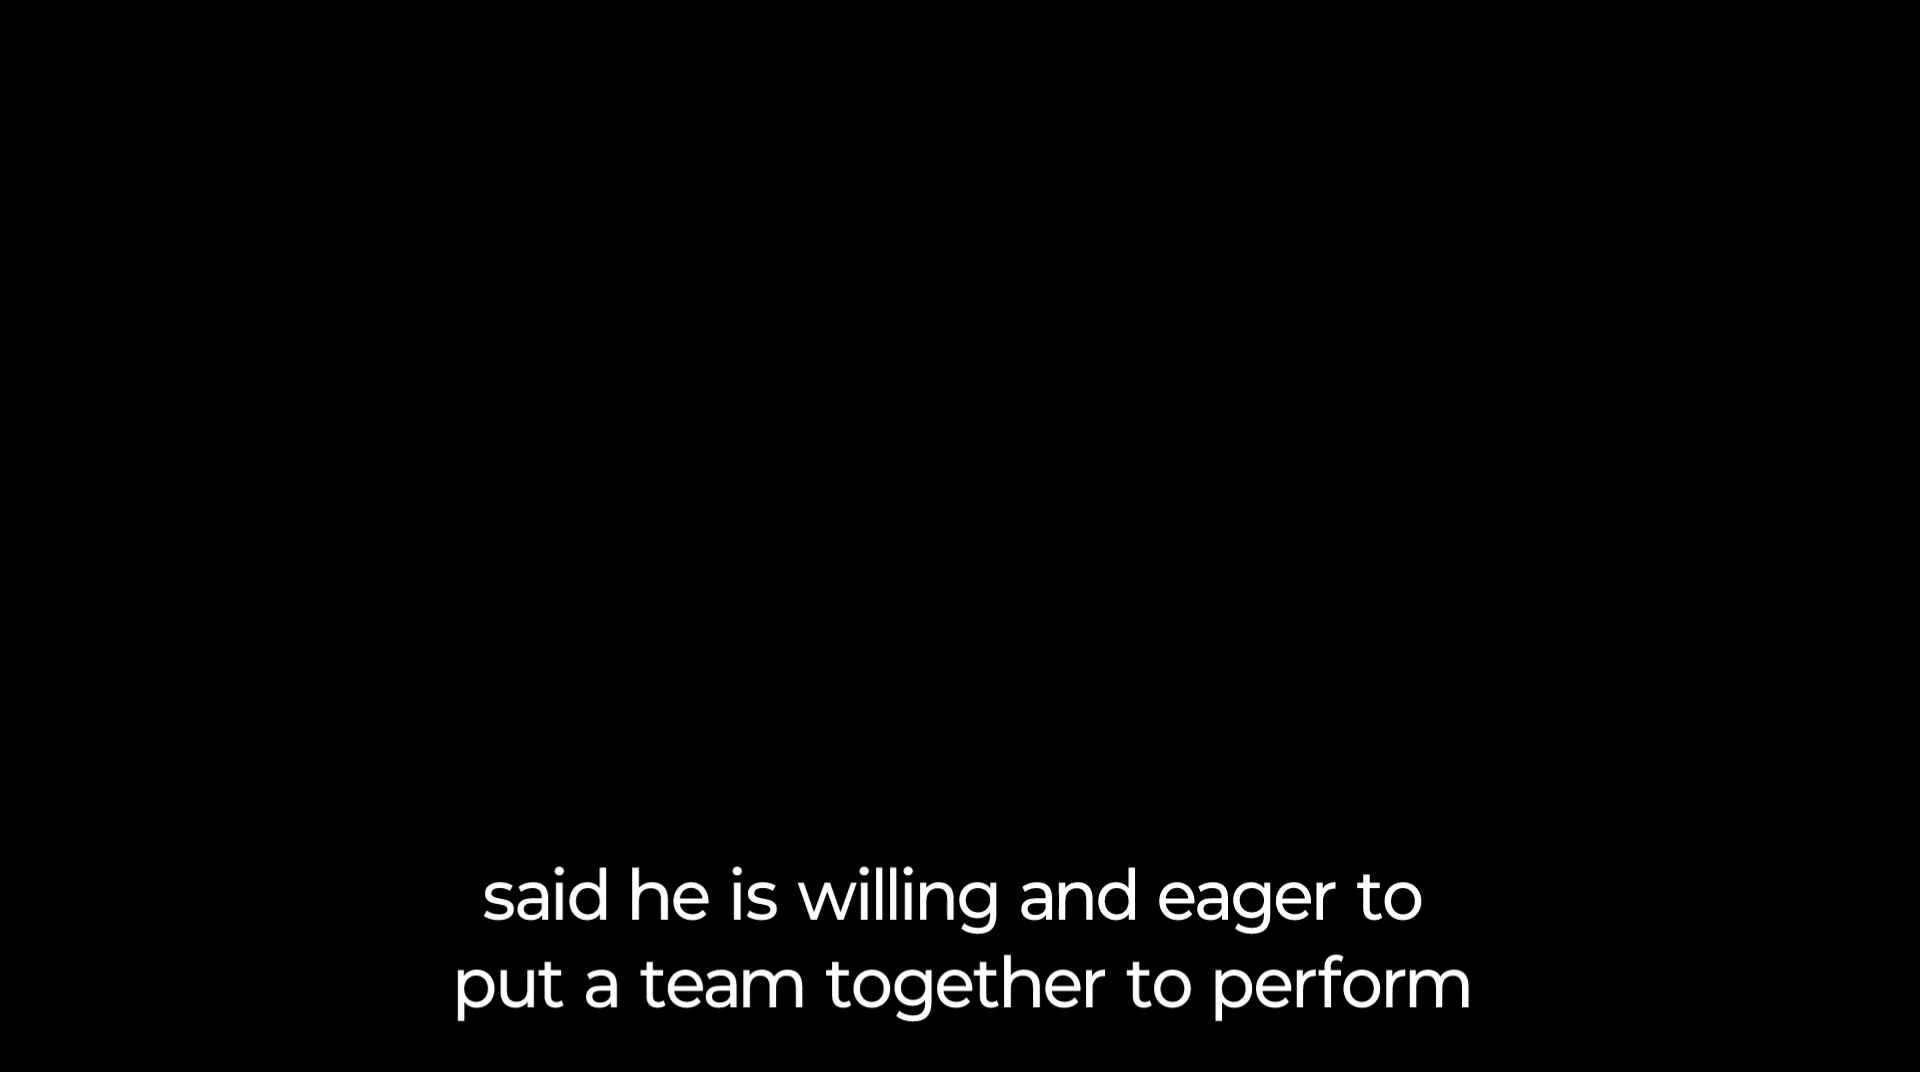 said he is willing and eager to
put a team together to perform